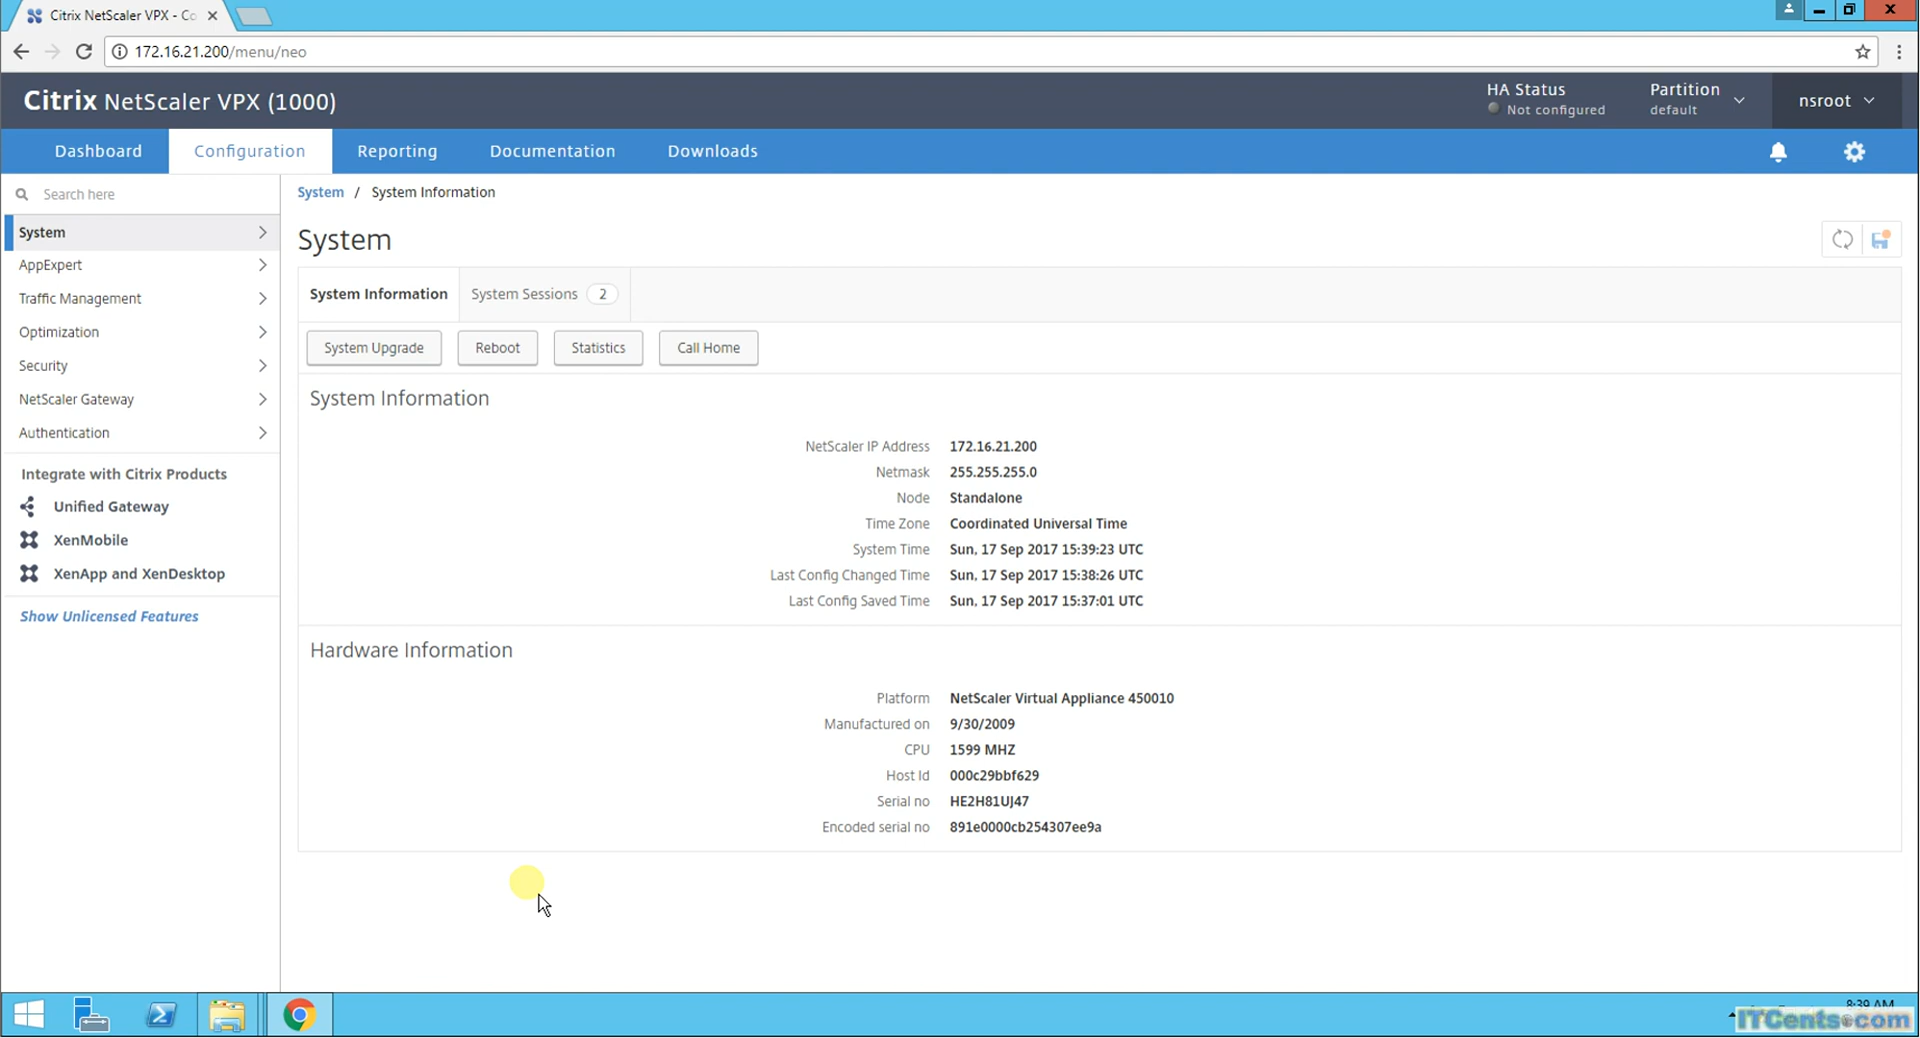 Citrix NetScaler VPX - Co
172.16.21.200/menu/neo
Citrix NetScaler VPX (1000)
HA Status
Not configured
Partition
default
nsroot
Dashboard
Configuration
Reporting
Documentation
Downloads
Search here
System
AppExpert
Traffic Management
Optimization
Security
NetScaler Gateway
Authentication
Integrate with Citrix Products
Unified Gateway
XenMobile
XenApp and XenDesktop
Show Unlicensed Features
System / System Information
System
System Information
System Sessions 2
System Upgrade
Reboot
Statistics
Call Home
System Information
NetScaler IP Address 172.16.21.200
Netmask 255.255.255.0
Node Standalone
Time Zone Coordinated Universal Time
System Time Sun, 17 Sep 2017 15:39:23 UTC
Last Config Changed Time Sun, 17 Sep 2017 15:38:26 UTC
Last Config Saved Time Sun, 17 Sep 2017 15:37:01 UTC
Hardware Information
Platform NetScaler Virtual Appliance 450010
Manufactured on 9/30/2009
CPU 1599 MHZ
Host Id 000c29bbf629
Serial no HE2H81UJ47
Encoded serial no 891e0000cb254307ee9a
8:39 AM
ITCents.com